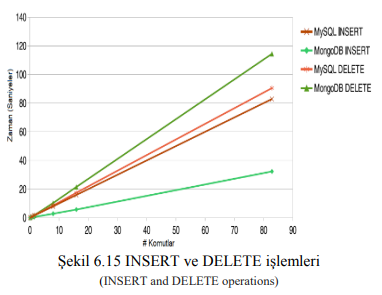 140
120
100
80
60
40
20
0
Zaman (Saniyeler)
0 10 20 30 40 50 60 70 80 90
# Komutlar
MySQL INSERT
MongoDB INSERT
MySQL DELETE
MongoDB DELETE
Şekil 6.15 INSERT ve DELETE işlemleri
(INSERT and DELETE operations)